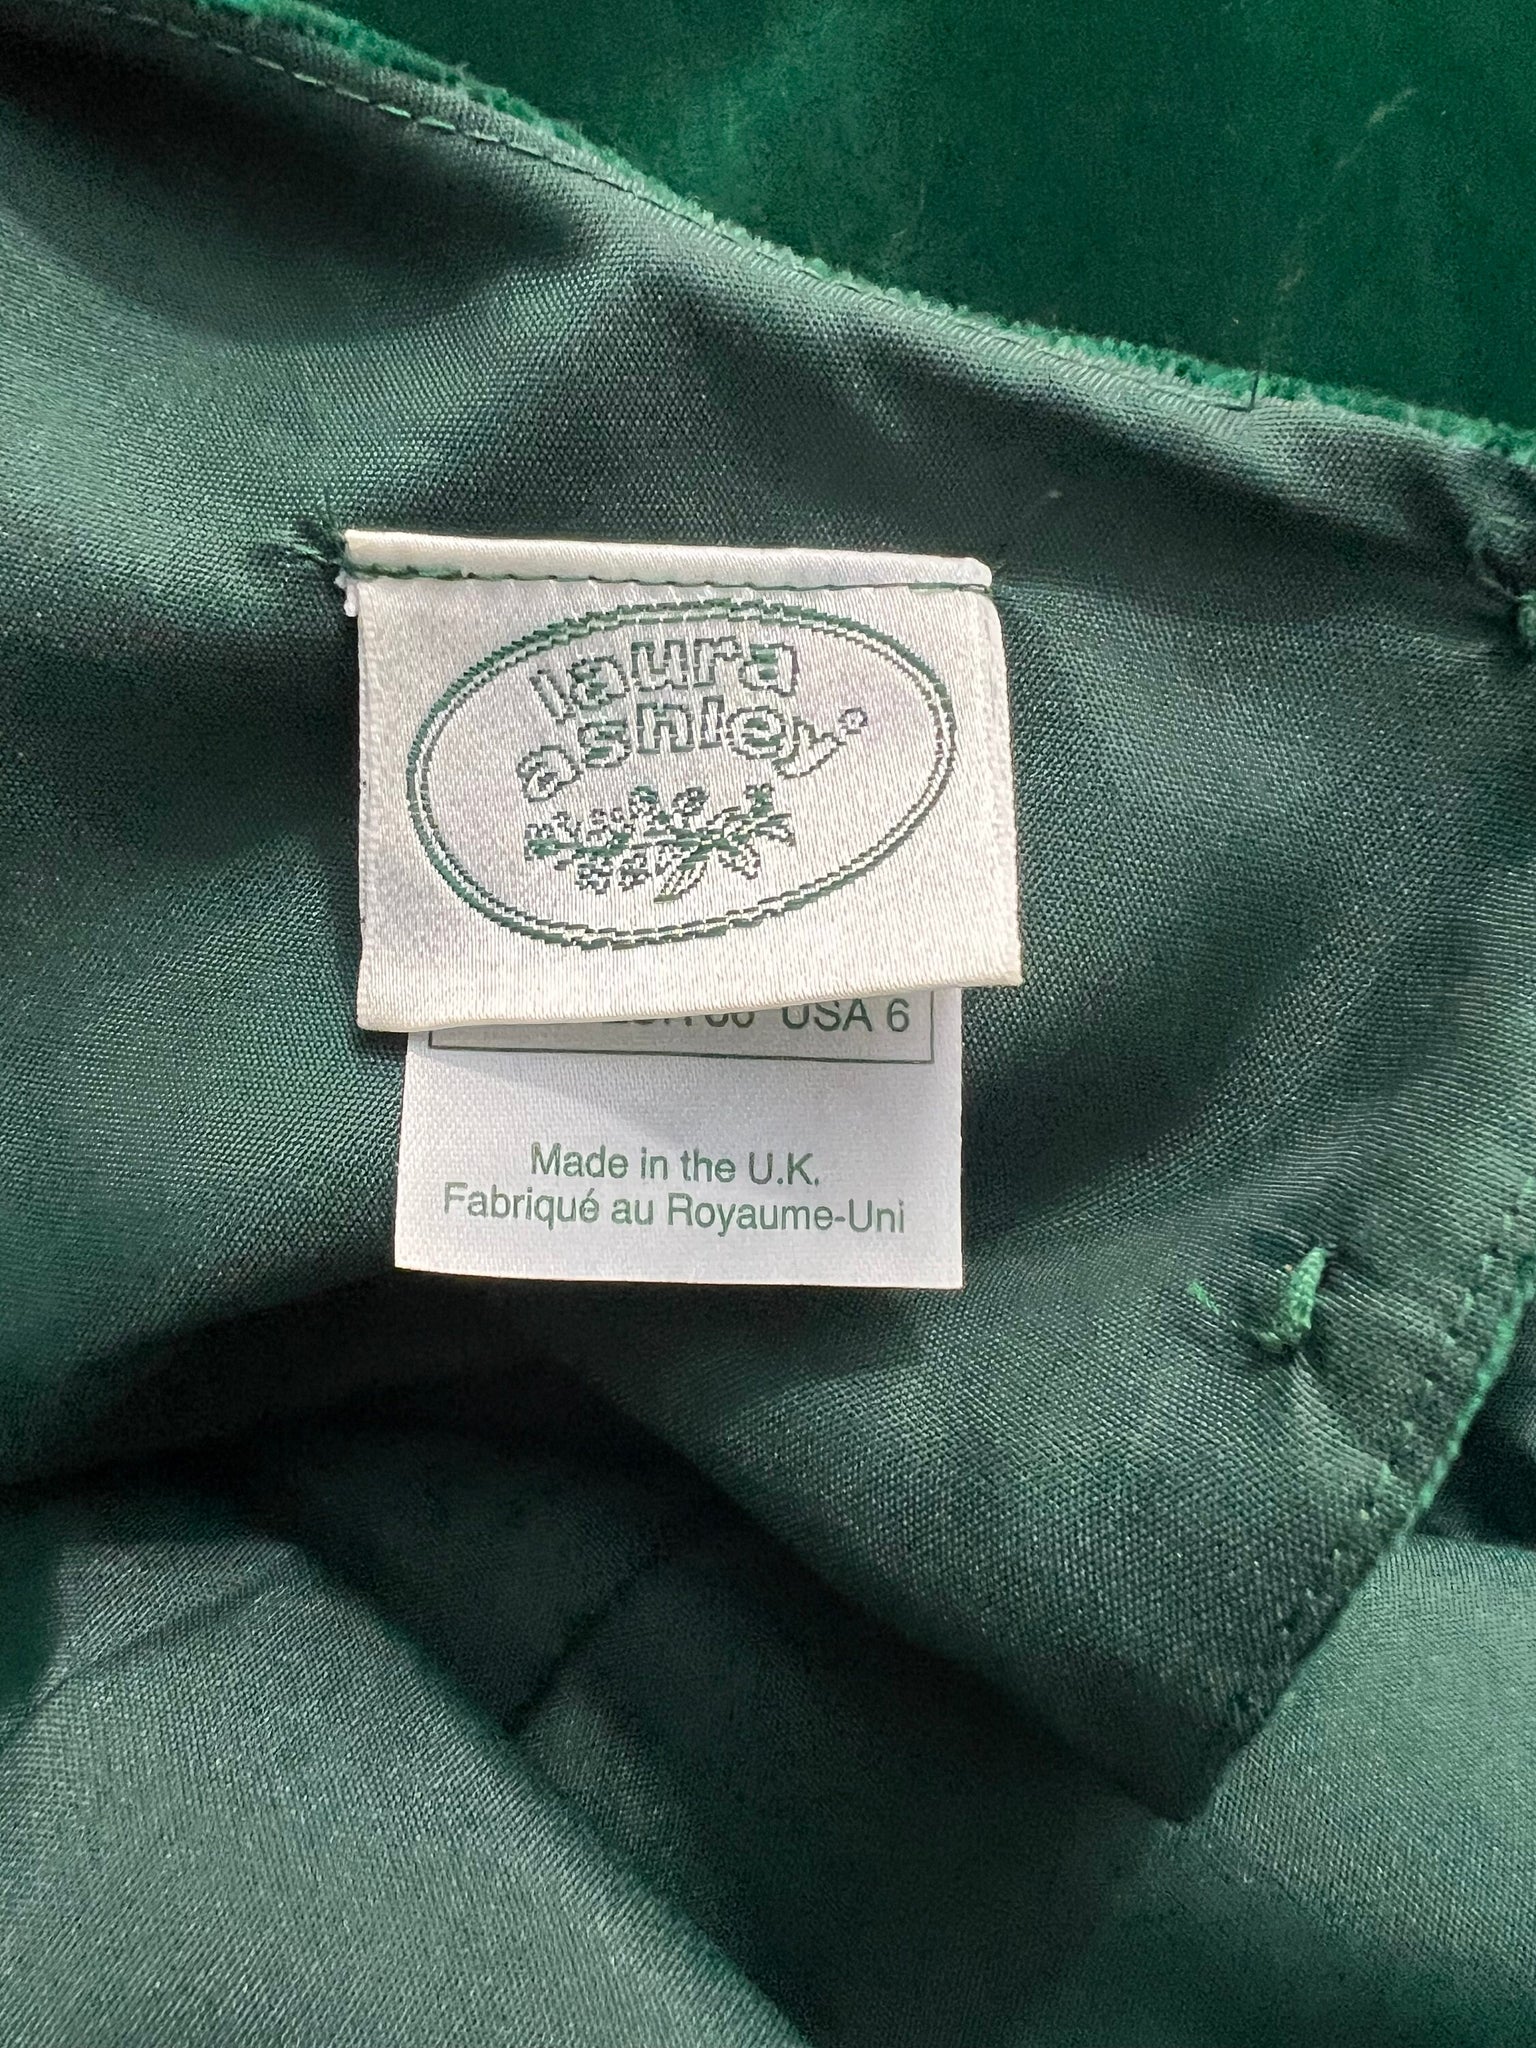 laura
ashley®
USA 6
Made in the U.K.
Fabriqué au Royaume-Uni